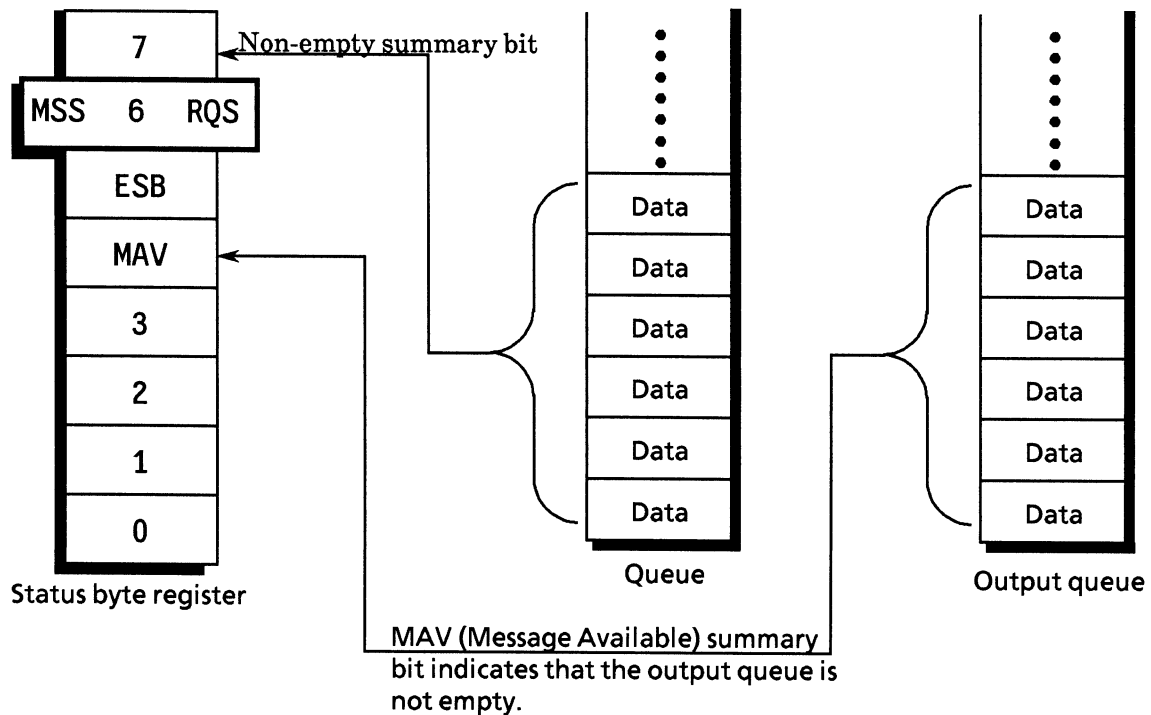 7
Non-empty summary bit
MSS 6 RQS
ESB
MAV
3
2
1
0
Status byte register
Data
Data
Data
Data
Data
Data
Queue
Data
Data
Data
Data
Data
Data
Output queue
MAV (Message Available) summary
bit indicates that the output queue is
not empty.